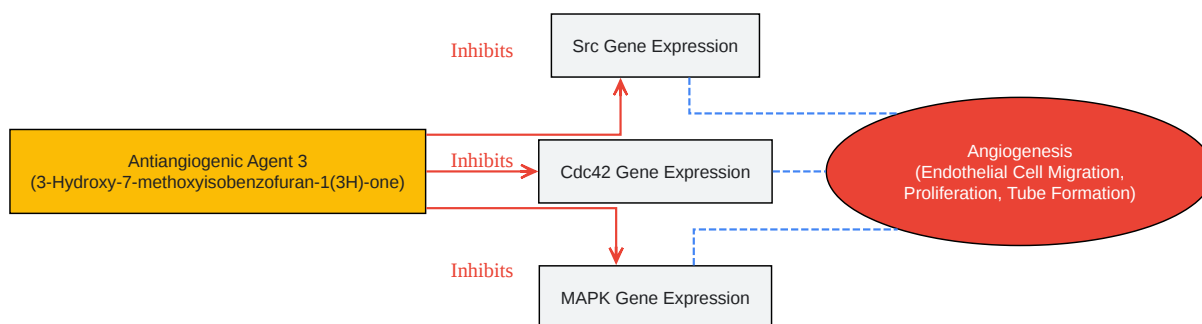 Inhibits
Src Gene Expression
Antiangiogenic Agent 3
(3-Hydroxy-7-methoxyisobenzofuran-1(3H)-one)
Inhibits
Cdc42 Gene Expression
Angiogenesis
(Endothelial Cell Migration,
Proliferation, Tube Formation)
Inhibits
MAPK Gene Expression